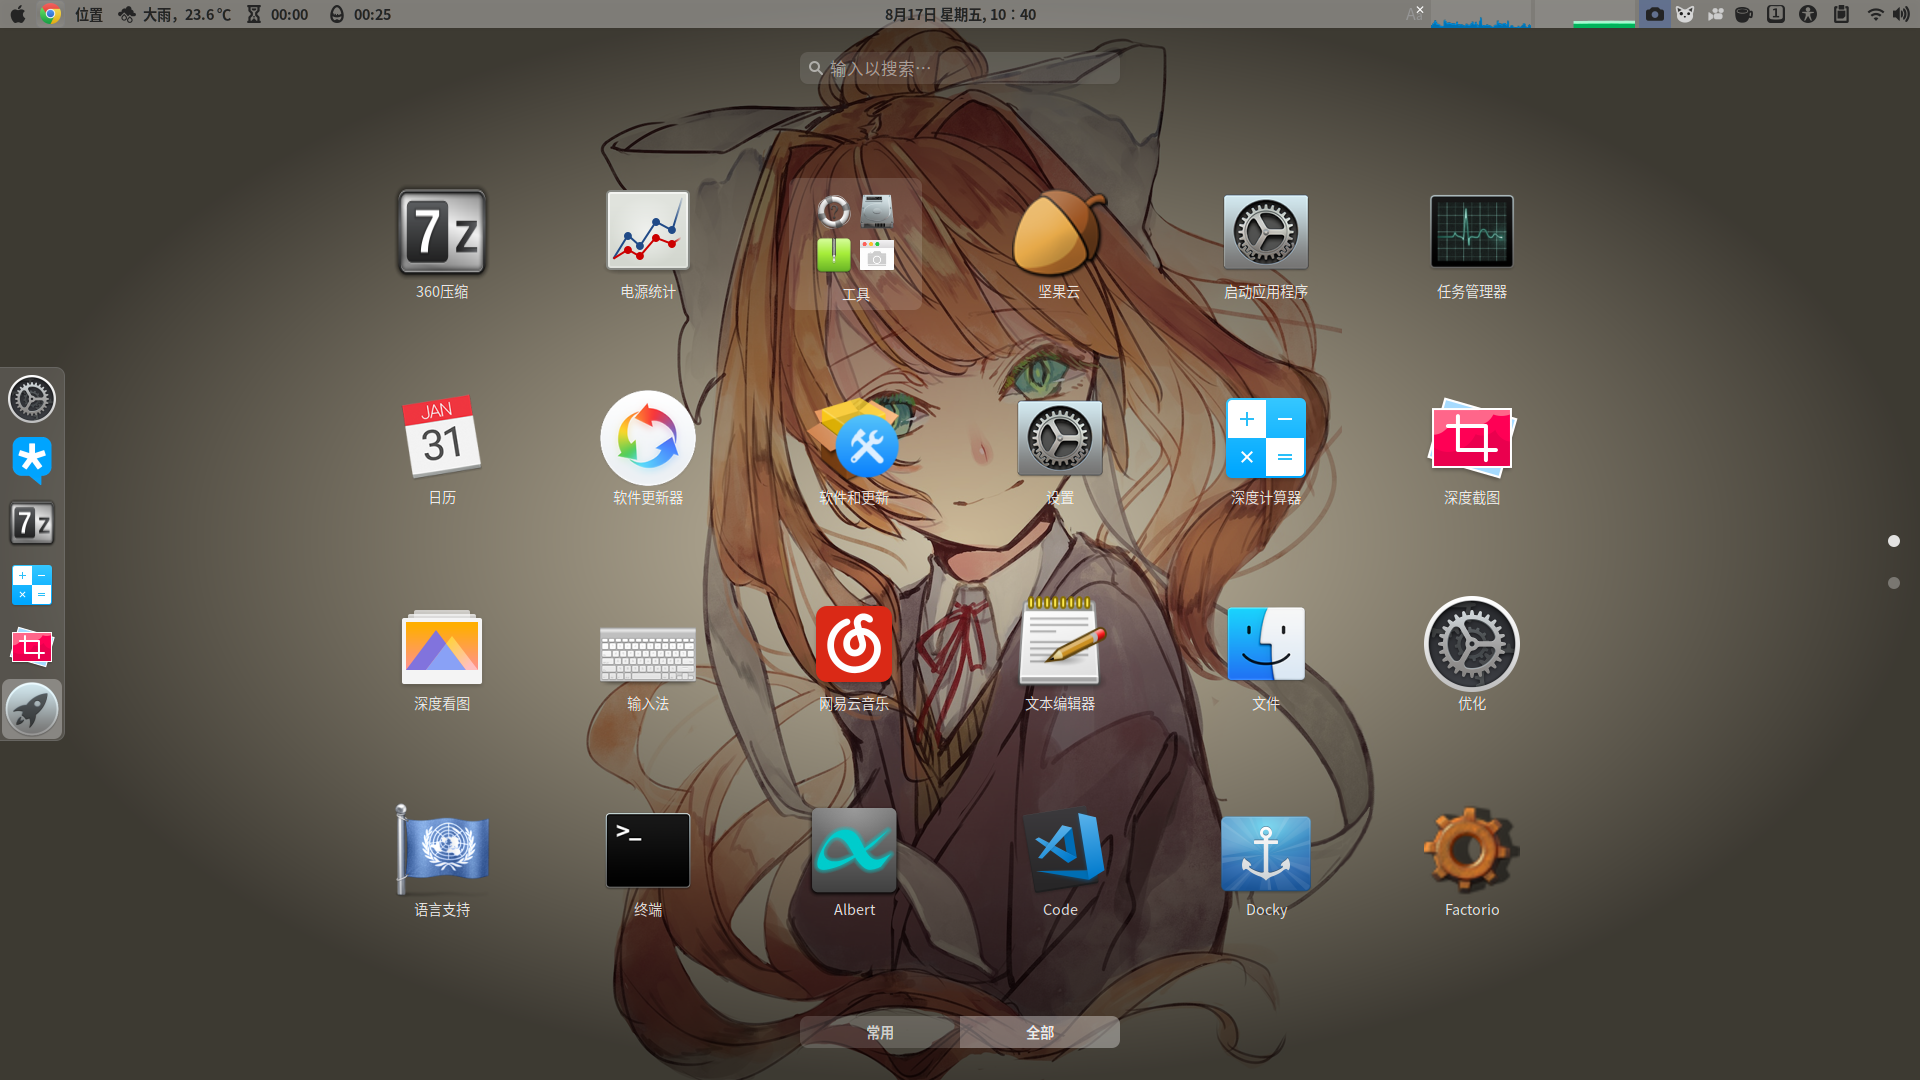 位置 大雨，23.6℃ 00:00 00:25 8月17日 星期五, 10∶40 1
输入以搜索…
7z
360压缩 电源统计 工具 坚果云 启动应用程序 任务管理器
JAN
31
+ −
× =
日历 软件更新器 软件和更新 设置 深度计算器 深度截图
7z
+ −
× =
深度看图 输入法 网易云音乐 文本编辑器 文件 优化
>_
语言支持 终端 Albert Code Docky Factorio
常用 全部